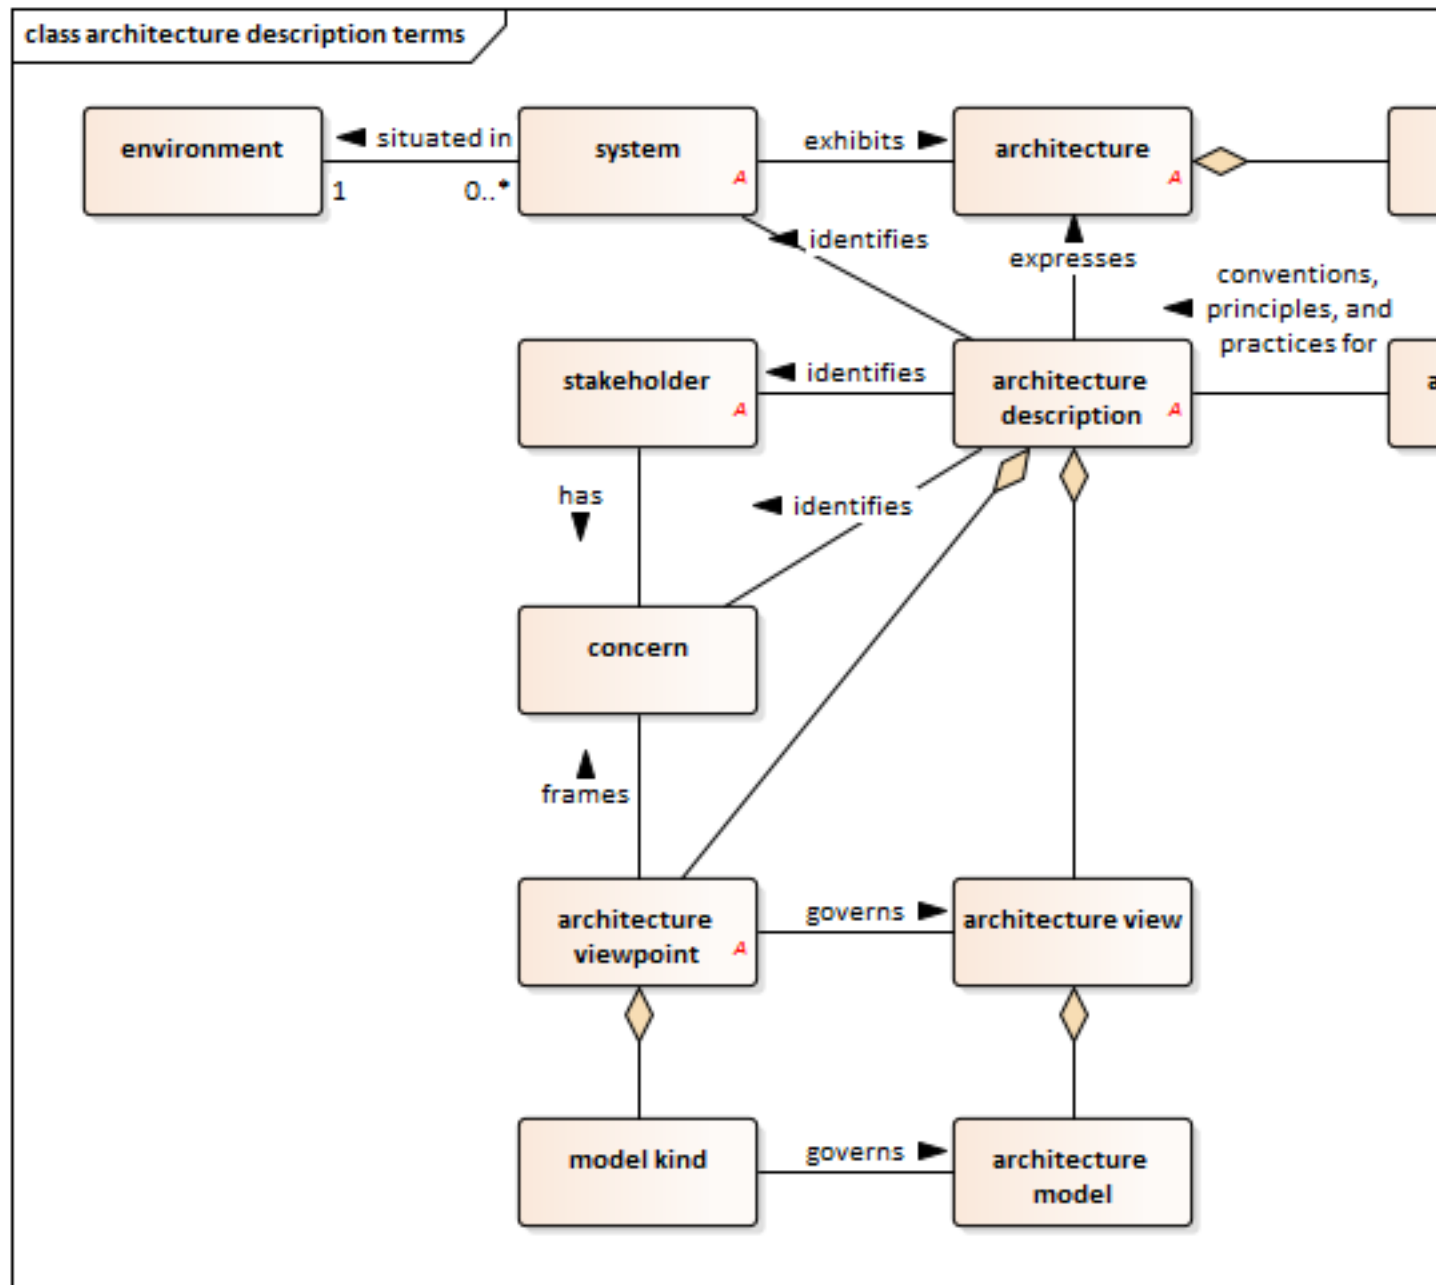 class architecture description terms
environment
situated in
1
0..*
system
A
exhibits
architecture
A
identifies
expresses
conventions,
principles, and
practices for
stakeholder
A
identifies
architecture
description
A
a
has
identifies
concern
frames
architecture
viewpoint
A
governs
architecture view
model kind
governs
architecture
model